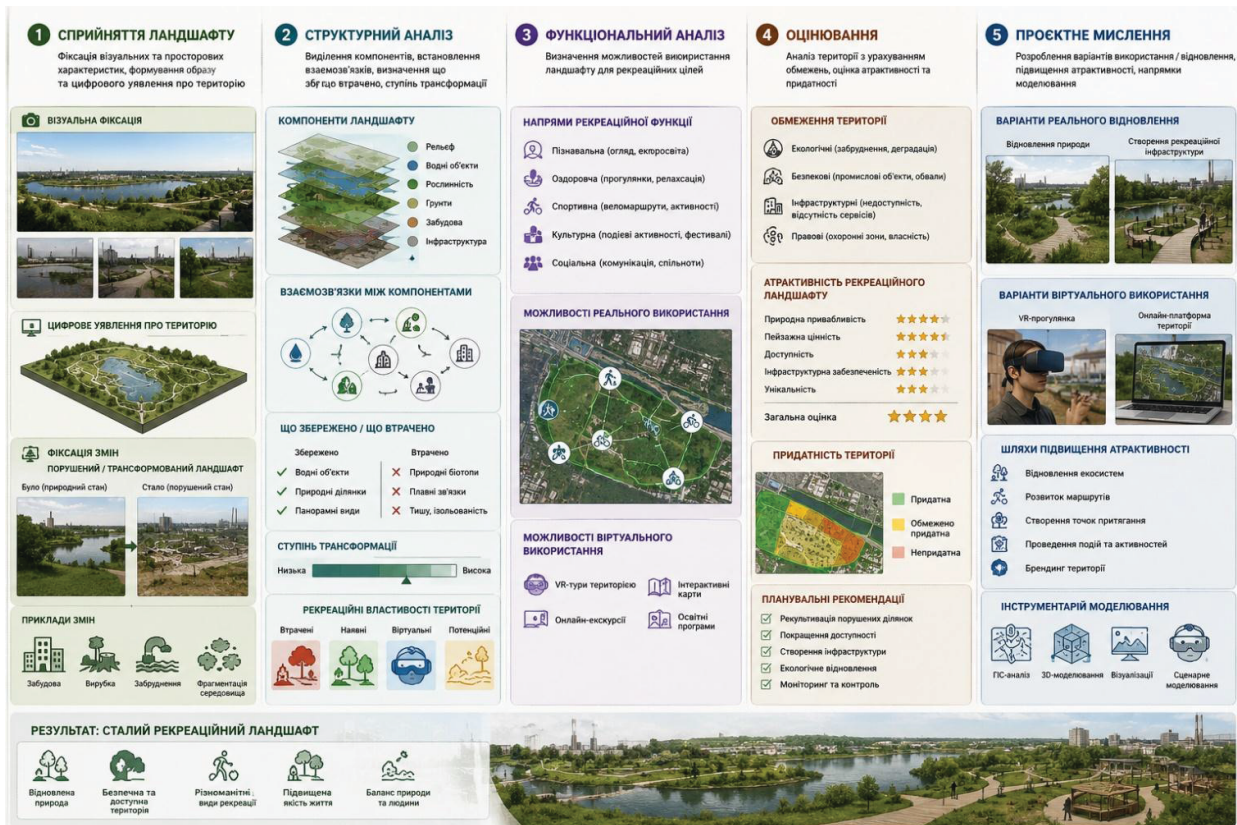 1 СПРИЙНЯТТЯ ЛАНДШАФТУ
Фіксація візуальних та просторових
характеристик, формування образу
та цифрового уявлення про територію
ВІЗУАЛЬНА ФІКСАЦІЯ
ЦИФРОВЕ УЯВЛЕННЯ ПРО ТЕРИТОРІЮ
ФІКСАЦІЯ ЗМІН
ПОРУШЕНИЙ / ТРАНСФОРМОВАНИЙ ЛАНДШАФТ
Було (природний стан)
Стало (порушений стан)
ПРИКЛАДИ ЗМІН
Забудова
Вирубка
Забруднення
Фрагментація
середовища
2 СТРУКТУРНИЙ АНАЛІЗ
Виділення компонентів, встановлення
взаємозв'язків, визначення що
втрачено, ступінь трансформації
КОМПОНЕНТИ ЛАНДШАФТУ
Рельєф
Водні об'єкти
Рослинність
Ґрунти
Забудова
Інфраструктура
ВЗАЄМОЗВ'ЯЗКИ МІЖ КОМПОНЕНТАМИ
ЩО ЗБЕРЕЖЕНО / ЩО ВТРАЧЕНО
Збережено
Водні об'єкти
Природні ділянки
Панорамні види
Втрачено
Природні біотопи
Плавні зв'язки
Тишу, ізольованість
СТУПІНЬ ТРАНСФОРМАЦІЇ
Низька
Висока
РЕКРЕАЦІЙНІ ВЛАСТИВОСТІ ТЕРИТОРІЇ
Втрачені
Наявні
Віртуальні
Потенційні
3 ФУНКЦІОНАЛЬНИЙ АНАЛІЗ
Визначення можливостей використання
ландшафту для рекреаційних цілей
НАПРЯМИ РЕКРЕАЦІЙНОЇ ФУНКЦІЇ
Пізнавальна (огляд, екпросвіта)
Оздоровча (прогулянки, релаксація)
Спортивна (веломаршрути, активності)
Культурна (подієві активності, фестивалі)
Соціальна (комунікація, спільноти)
МОЖЛИВОСТІ РЕАЛЬНОГО ВИКОРИСТАННЯ
МОЖЛИВОСТІ ВІРТУАЛЬНОГО
ВИКОРИСТАННЯ
VR-тури територією
Інтерактивні
карти
Онлайн-екскурсії
Освітні
програми
4 ОЦІНЮВАННЯ
Аналіз території з урахуванням
обмежень, оцінка атрактивності та
придатності
ОБМЕЖЕННЯ ТЕРИТОРІЇ
Екологічні (забруднення, деградація)
Безпекові (промислові об'єкти, обвали)
Інфраструктурні (недоступність,
відсутність сервісів)
Правові (охоронні зони, власність)
АТРАКТИВНІСТЬ РЕКРЕАЦІЙНОГО
ЛАНДШАФТУ
Природна привабливість
Пейзажна цінність
Доступність
Інфраструктурна забезпеченість
Унікальність
Загальна оцінка
ПРИДАТНІСТЬ ТЕРИТОРІЇ
Придатна
Обмежено
придатна
Непридатна
ПЛАНУВАЛЬНІ РЕКОМЕНДАЦІЇ
Рекультивація порушених ділянок
Покращення доступності
Створення інфраструктури
Екологічне відновлення
Моніторинг та контроль
5 ПРОЄКТНЕ МИСЛЕННЯ
Розроблення варіантів використання / відновлення,
підвищення атрактивності, напрямки
моделювання
ВАРІАНТИ РЕАЛЬНОГО ВІДНОВЛЕННЯ
Відновлення природи
Створення рекреаційної
інфраструктури
ВАРІАНТИ ВІРТУАЛЬНОГО ВИКОРИСТАННЯ
VR-прогулянка
Онлайн-платформа
території
ШЛЯХИ ПІДВИЩЕННЯ АТРАКТИВНОСТІ
Відновлення екосистем
Розвиток маршрутів
Створення точок притягання
Проведення подій та активностей
Брендинг території
ІНСТРУМЕНТАРІЙ МОДЕЛЮВАННЯ
ГІС-аналіз
3D-моделювання
Візуалізації
Сценарне
моделювання
РЕЗУЛЬТАТ: СТАЛИЙ РЕКРЕАЦІЙНИЙ ЛАНДШАФТ
Відновлена
природа
Безпечна та
доступна
територія
Різноманітні
види рекреації
Підвищена
якість життя
Баланс природи
та людини